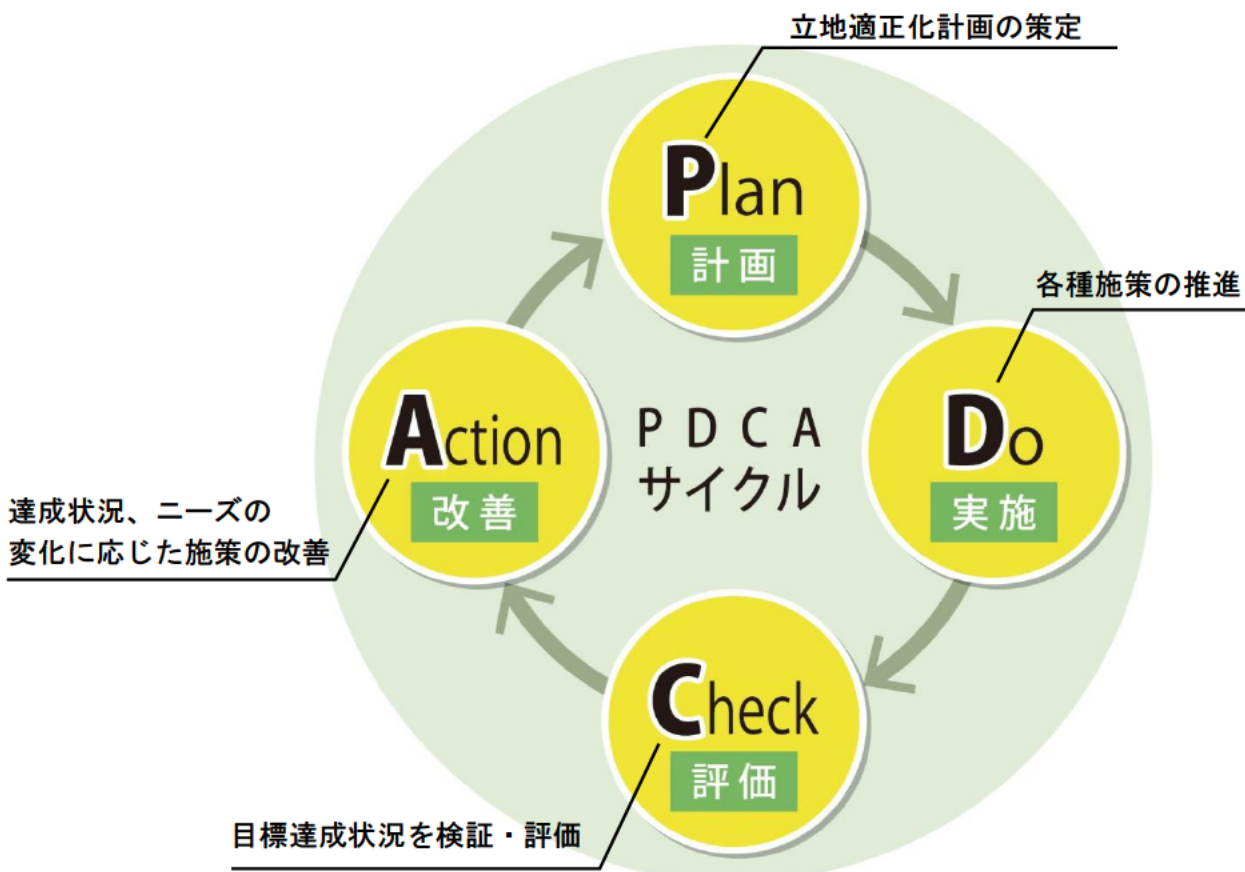 立地適正化計画の策定
Plan
計画
各種施策の推進
Do
実施
PDCA
サイクル
Action
改善
達成状況、ニーズの
変化に応じた施策の改善
Check
評価
目標達成状況を検証・評価